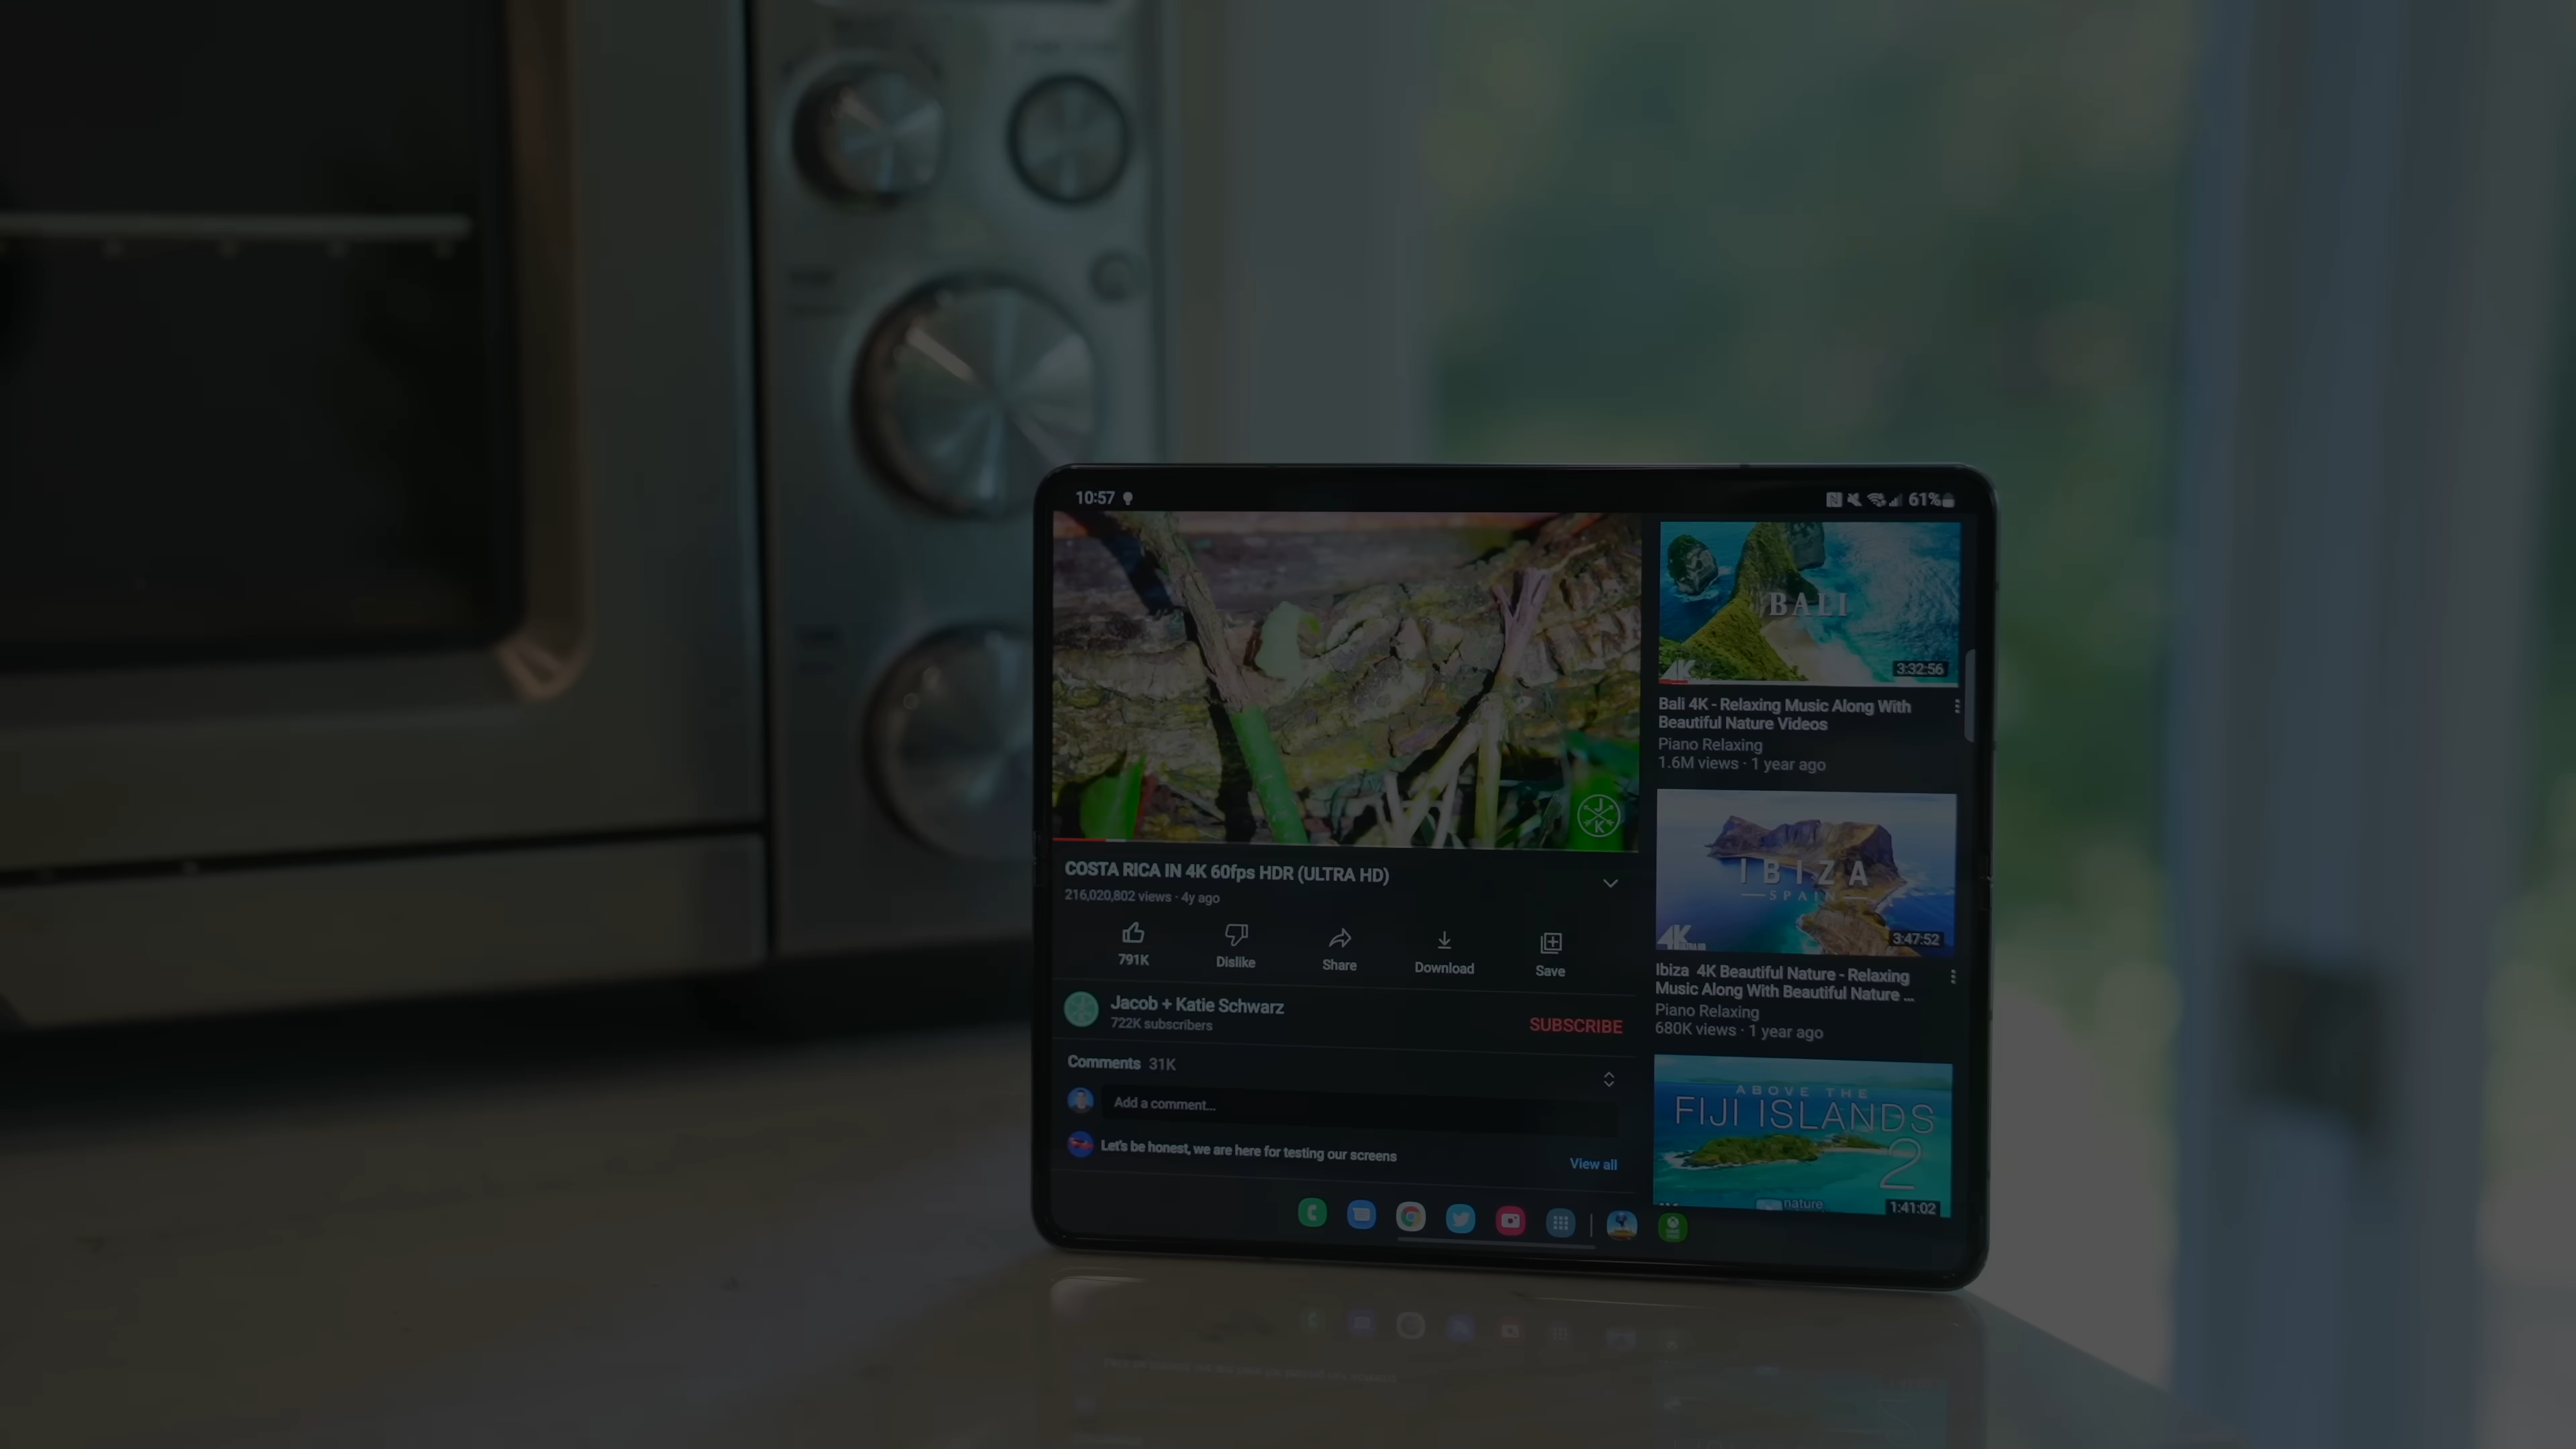 10:57
61%
BALI
3:32:56
Bali 4K - Relaxing Music Along With
Beautiful Nature Videos
Piano Relaxing
1.6M views · 1 year ago
J
K
COSTA RICA IN 4K 60fps HDR (ULTRA HD)
216,020,802 views · 4y ago
791K
Dislike
Share
Download
Save
Jacob + Katie Schwarz
722K subscribers
SUBSCRIBE
Comments 31K
Add a comment...
Let's be honest, we are here for testing our screens
View all
4K
IBIZA
SPAIN
4K
3:47:52
Ibiza 4K Beautiful Nature - Relaxing
Music Along With Beautiful Nature ...
Piano Relaxing
680K views · 1 year ago
ABOVE THE
FIJI ISLANDS
2
nature
1:41:02